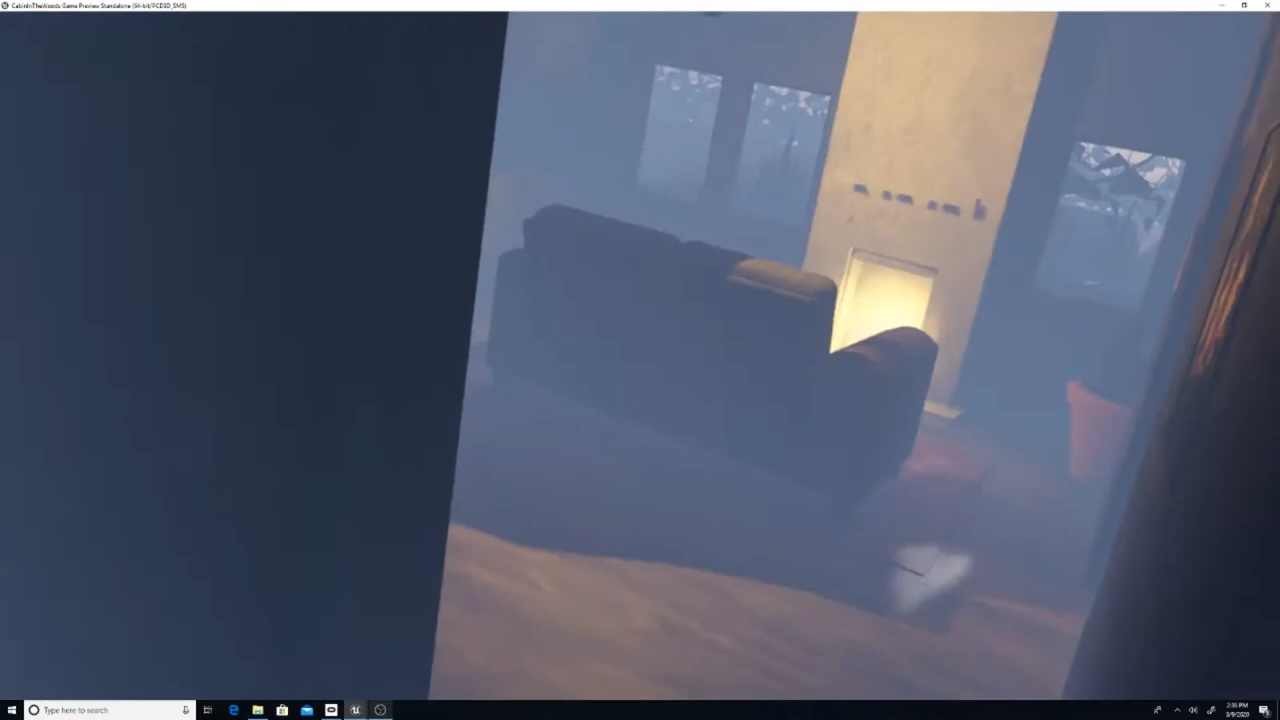 CabinInTheWoods Game Preview Standalone (64-bit/PCD3D_SM5)
Type here to search
2:36 PM
3/9/2020